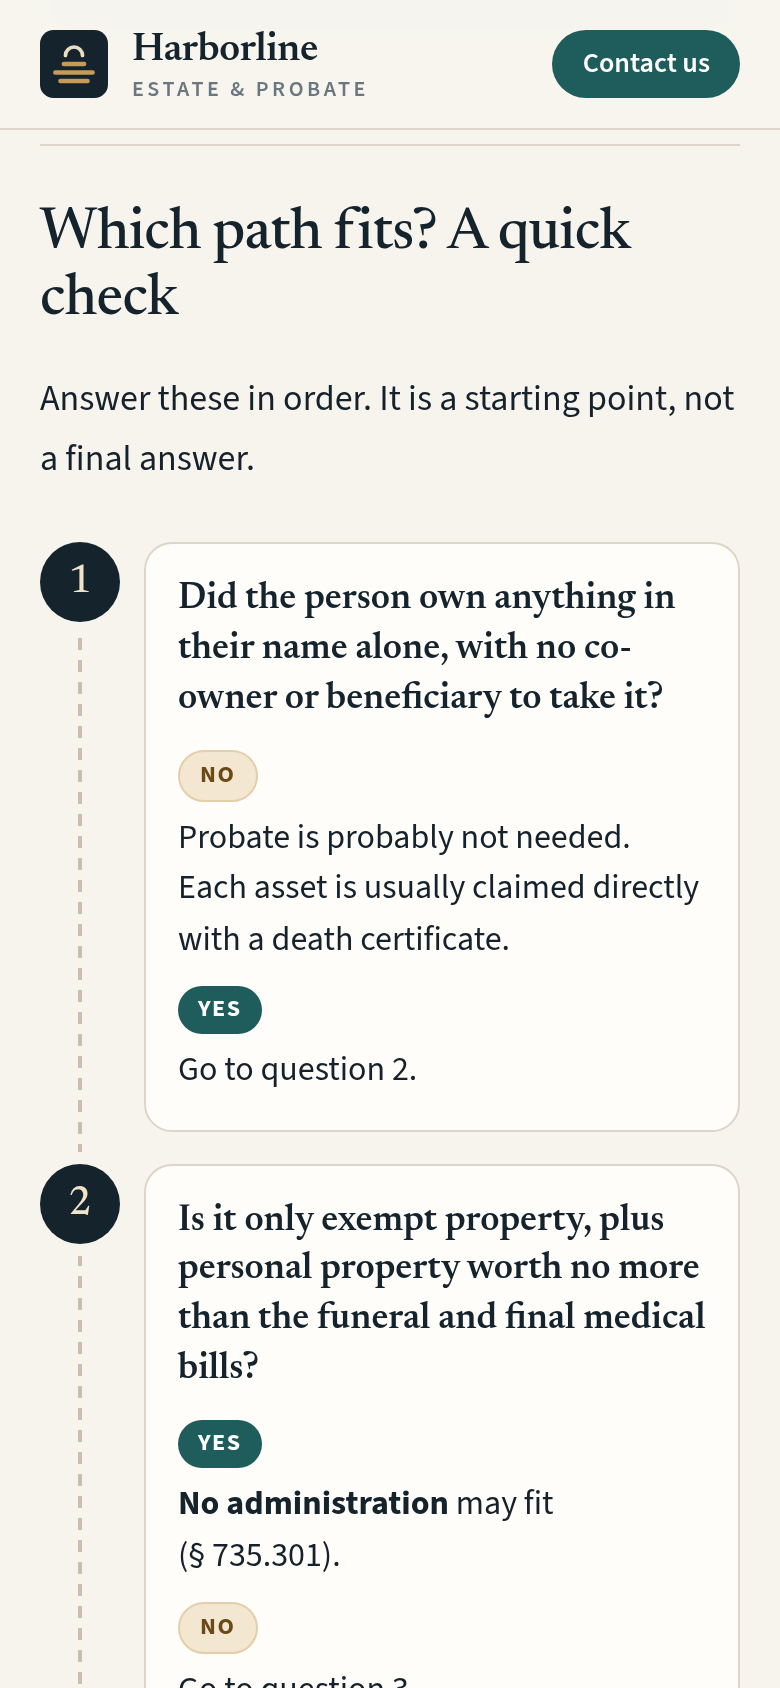 Harborline
ESTATE & PROBATE
Contact us
Which path fits? A quick
check
Answer these in order. It is a starting point, not
a final answer.
1
Did the person own anything in
their name alone, with no co-
owner or beneficiary to take it?
NO
Probate is probably not needed.
Each asset is usually claimed directly
with a death certificate.
YES
Go to question 2.
2
Is it only exempt property, plus
personal property worth no more
than the funeral and final medical
bills?
YES
No administration may fit
(§ 735.301).
NO
Go to question 3